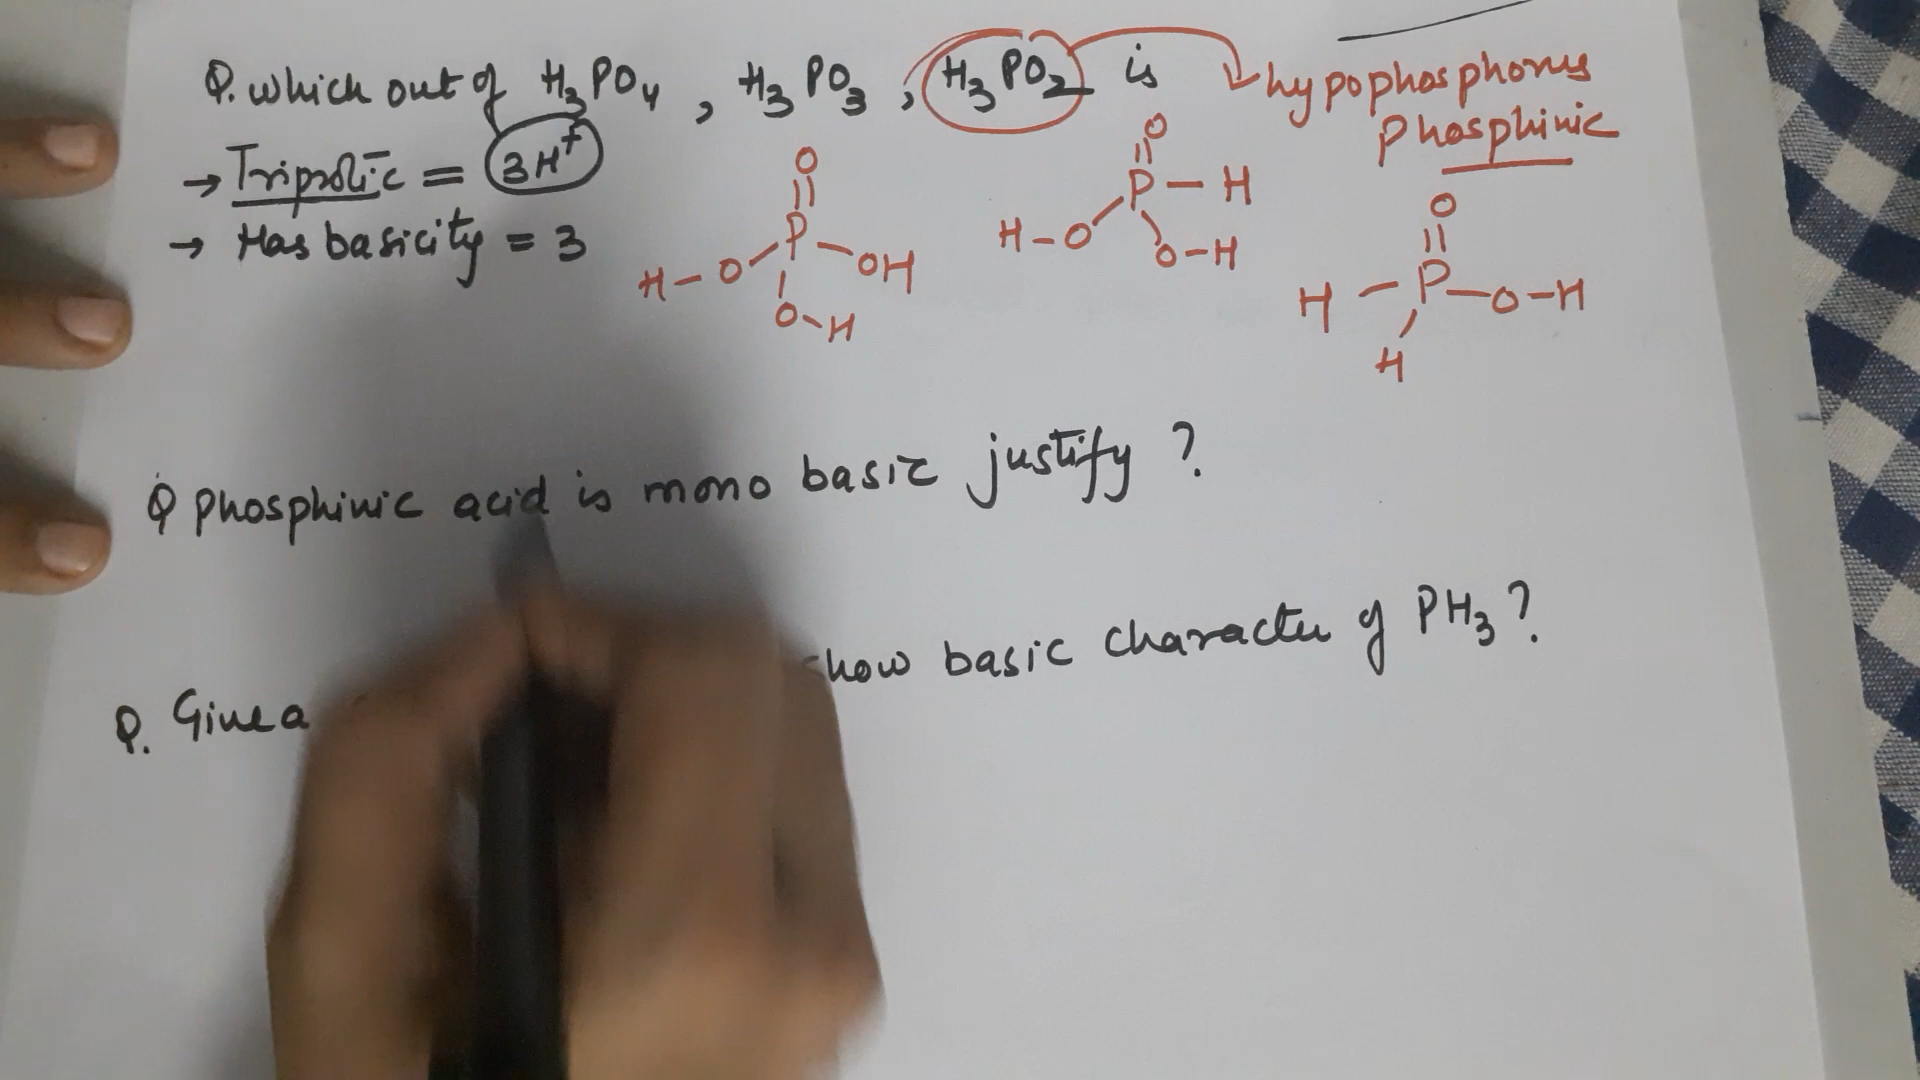 Q. which out of H3PO4, H3PO3, H3PO2 is
hypophosphorus
Phosphinic
→ Triprotic = 3H+
→ Has basicity = 3
O
P
H-O OH
O-H
O
P-H
H-O O-H
O
H-P-O-H
H
Q Phosphinic acid is mono basic justify ?
Q. Give a show basic character of PH3 ?